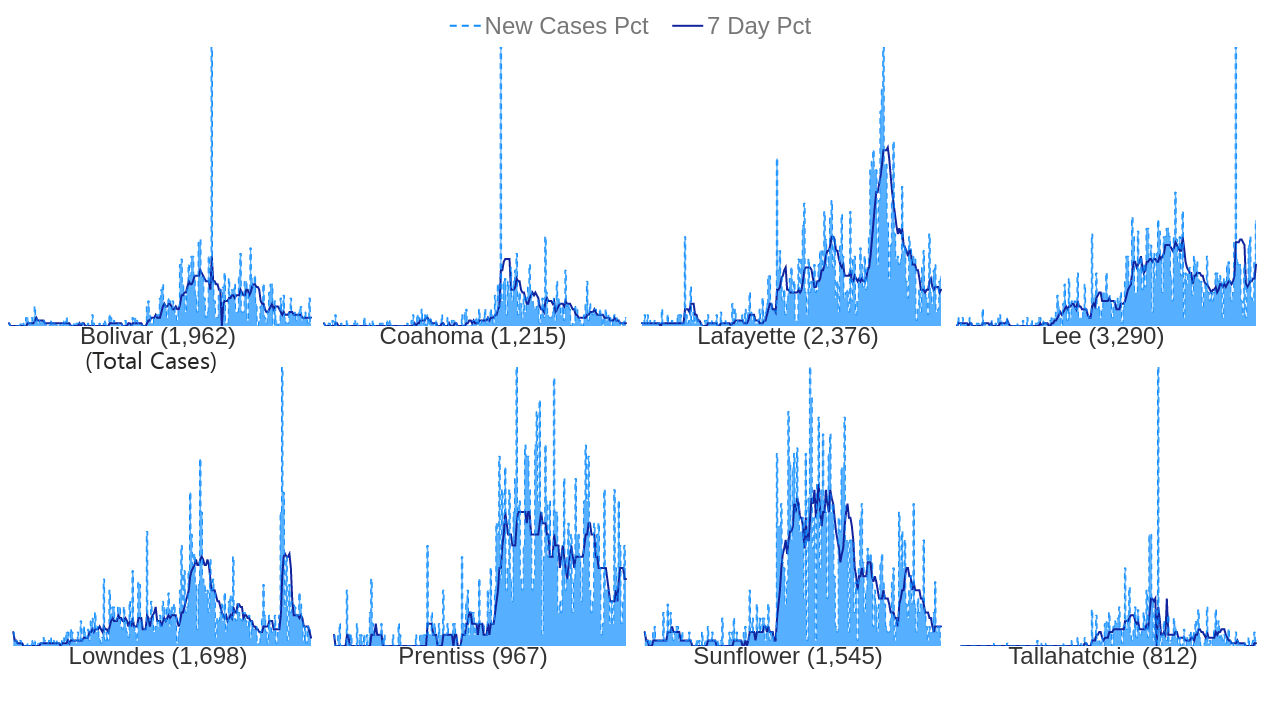 New Cases Pct 7 Day Pct
Bolivar (1,962) Coahoma (1,215) Lafayette (2,376) Lee (3,290)
(Total Cases)
Lowndes (1,698) Prentiss (967) Sunflower (1,545) Tallahatchie (812)